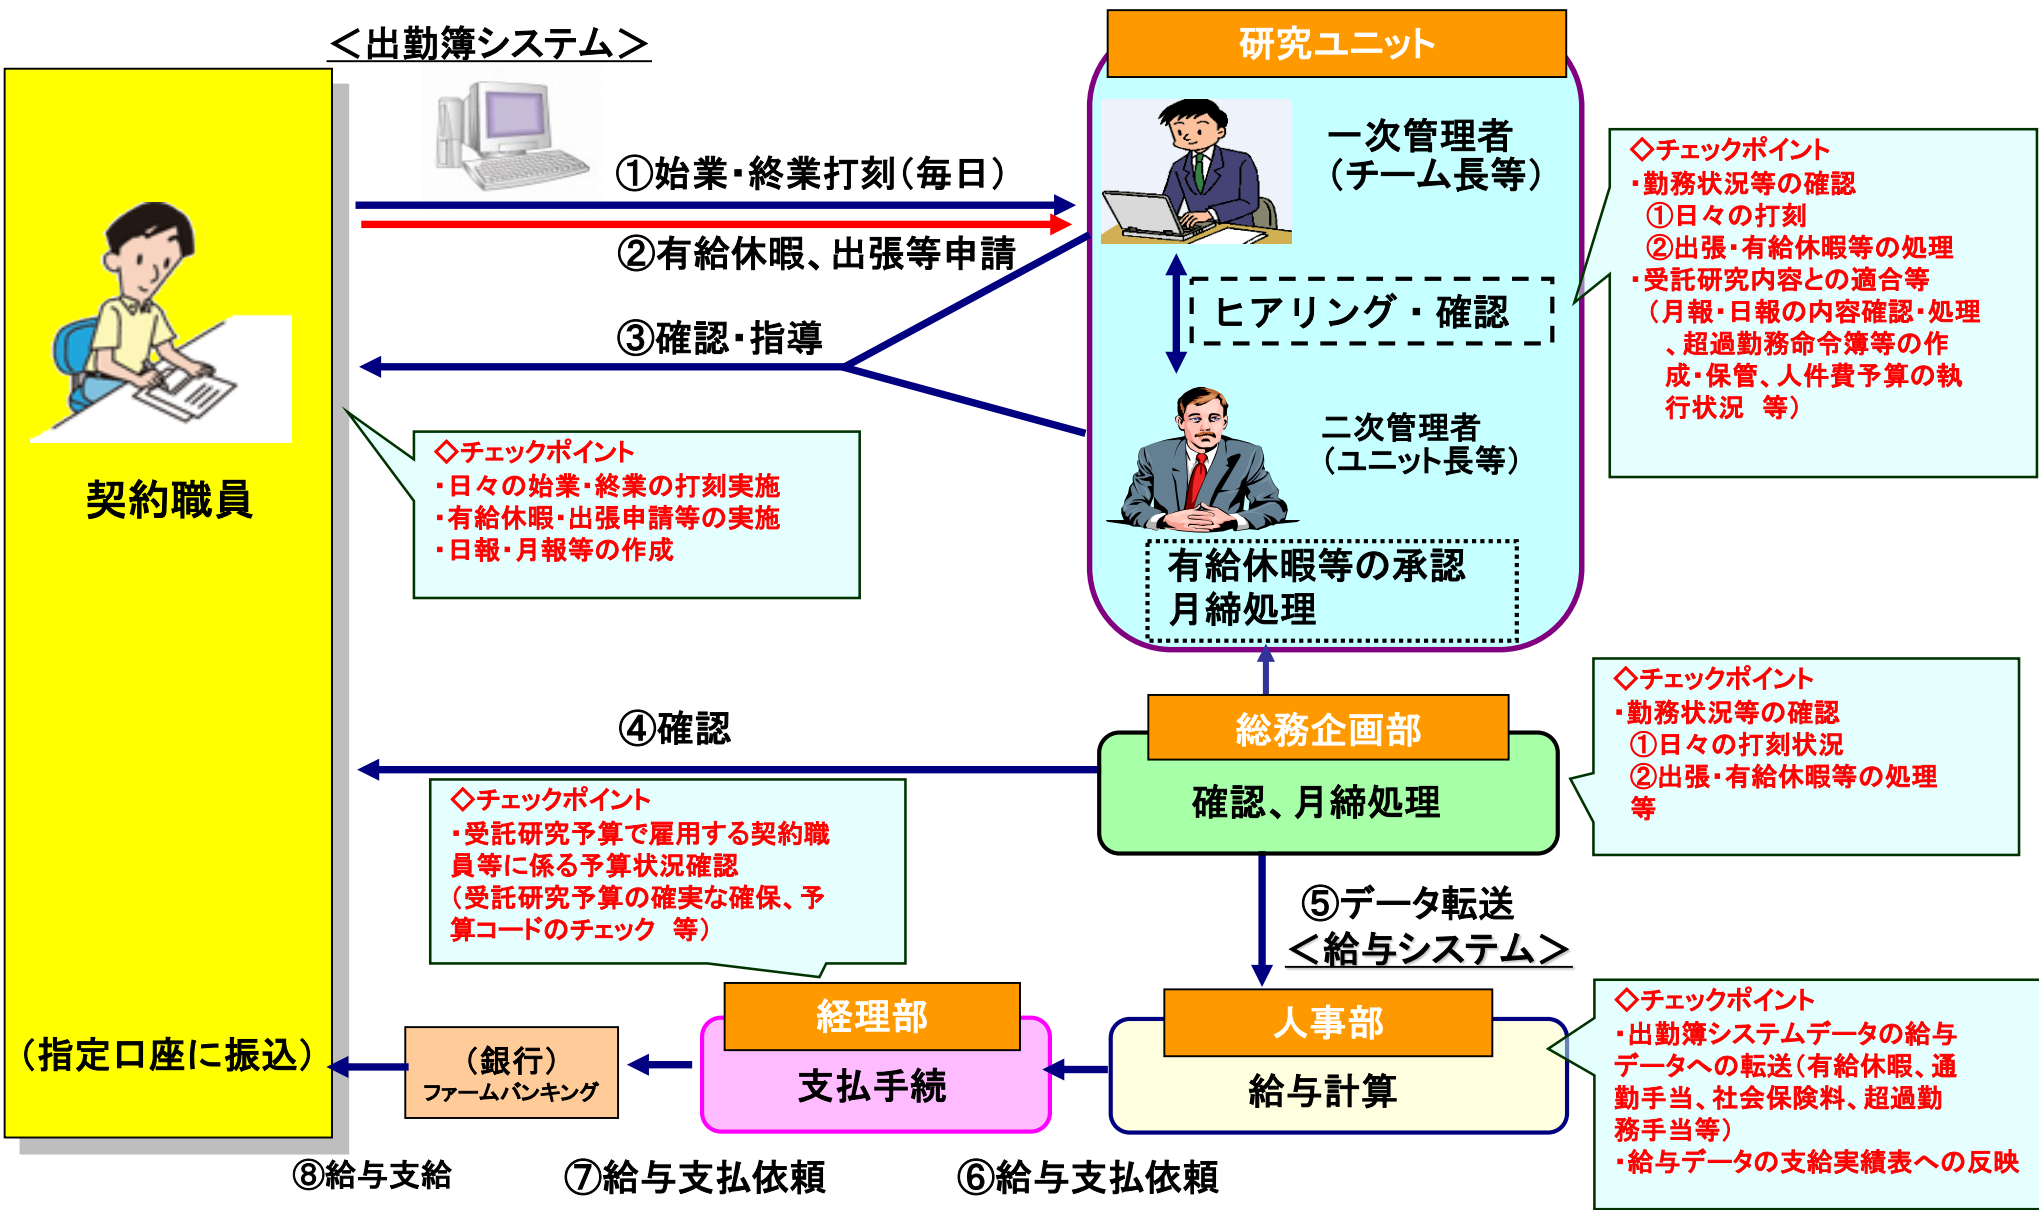 ＜出勤簿システム＞
研究ユニット
一次管理者
（チーム長等）
①始業・終業打刻（毎日）
②有給休暇、出張等申請
③確認・指導
ヒアリング・確認
二次管理者
（ユニット長等）
有給休暇等の承認
月締処理
◇チェックポイント
・勤務状況等の確認
①日々の打刻
②出張・有給休暇等の処理
・受託研究内容との適合等
（月報・日報の内容確認・処理
、超過勤務命令簿等の作
成・保管、人件費予算の執
行状況　等）
契約職員
◇チェックポイント
・日々の始業・終業の打刻実施
・有給休暇・出張申請等の実施
・日報・月報等の作成
④確認
総務企画部
確認、月締処理
◇チェックポイント
・勤務状況等の確認
①日々の打刻状況
②出張・有給休暇等の処理
等
◇チェックポイント
・受託研究予算で雇用する契約職
員等に係る予算状況確認
（受託研究予算の確実な確保、予
算コードのチェック　等）
⑤データ転送
＜給与システム＞
人事部
給与計算
◇チェックポイント
・出勤簿システムデータの給与
データへの転送（有給休暇、通
勤手当、社会保険料、超過勤
務手当等）
・給与データの支給実績表への反映
経理部
支払手続
（銀行）
ファームバンキング
（指定口座に振込）
⑧給与支給
⑦給与支払依頼
⑥給与支払依頼